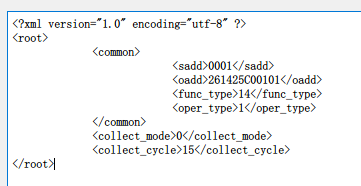 <?xml version="1.0" encoding="utf-8" ?>
<root>
<common>
<sadd>0001</sadd>
<oadd>261425C00101</oadd>
<func_type>14</func_type>
<oper_type>1</oper_type>
</common>
<collect_mode>0</collect_mode>
<collect_cycle>15</collect_cycle>
</root>